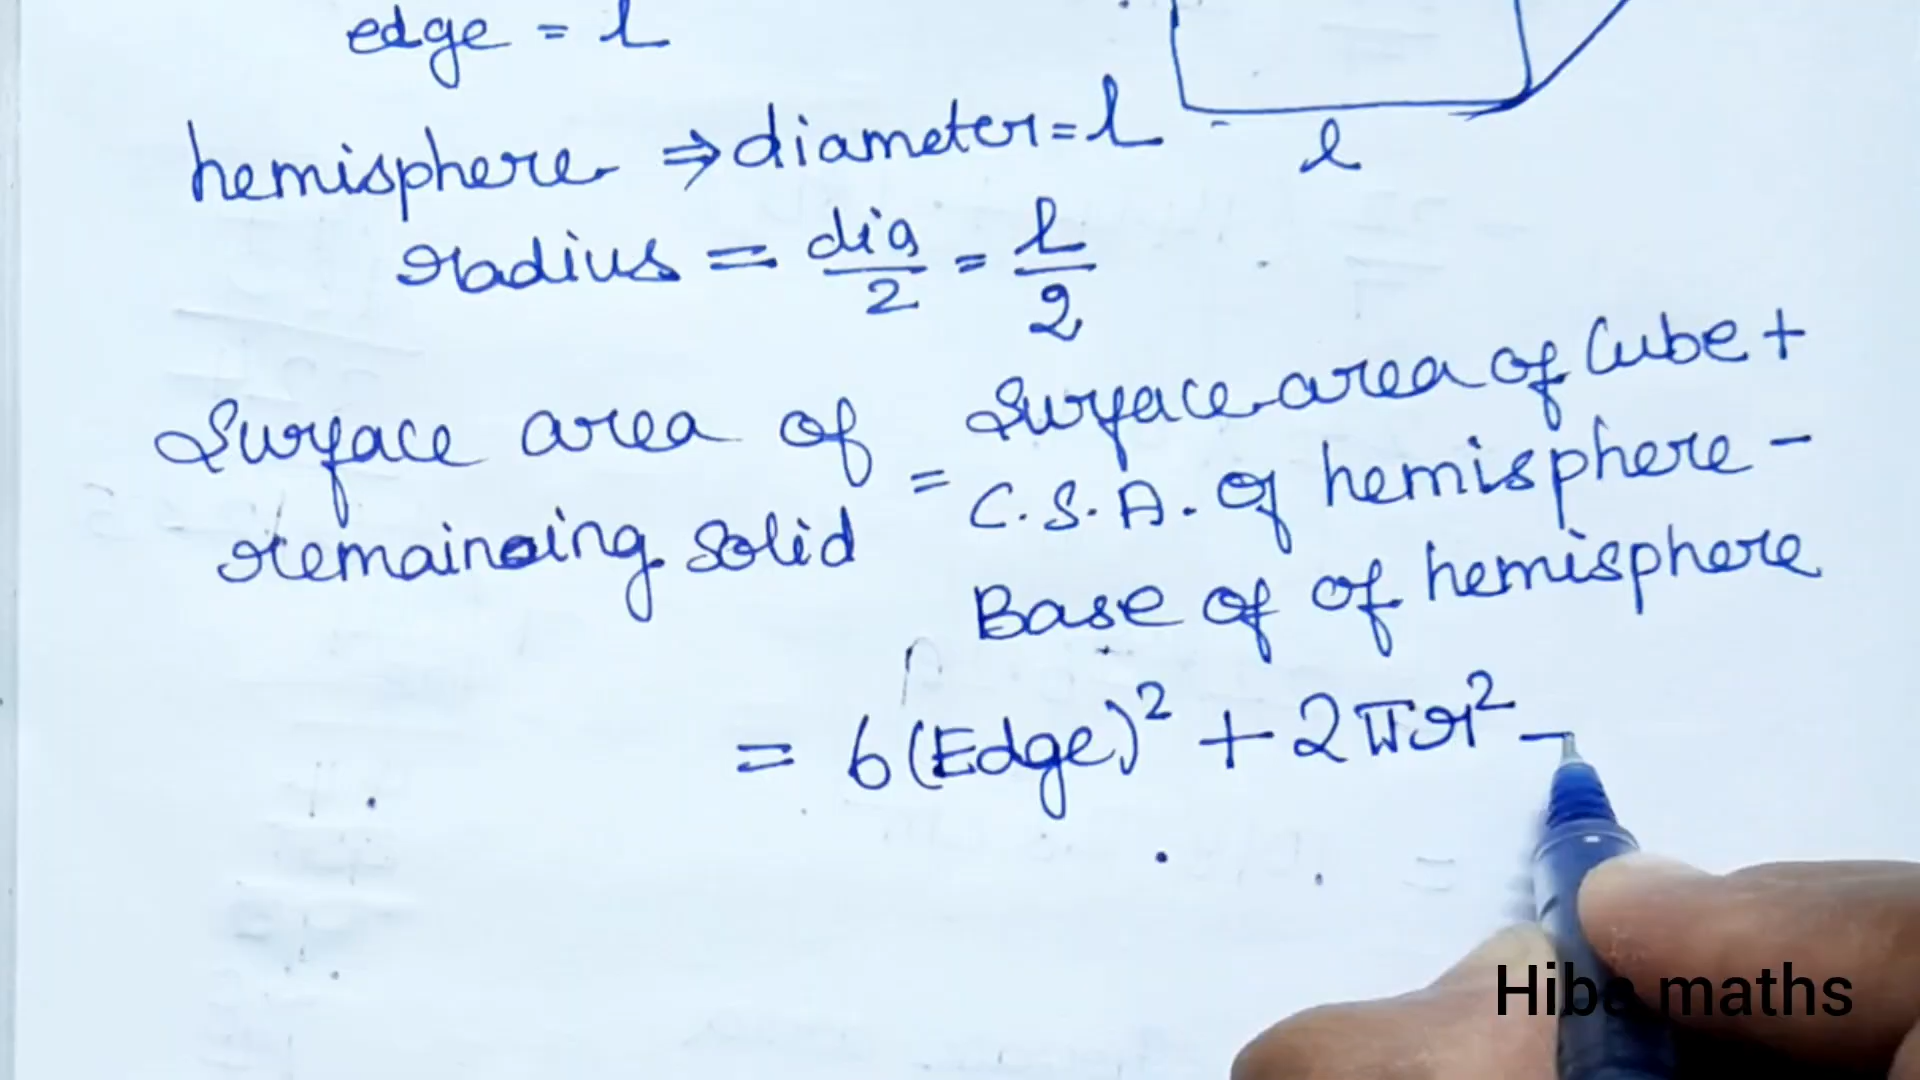 edge = l
hemisphere ⇒ diameter = l
l
radius = dia/2 = l/2
Surface area of remaining solid = Surface area of Cube +
C.S.A. of hemisphere -
Base of of hemisphere
= 6(Edge)² + 2πr² -
Hiba maths